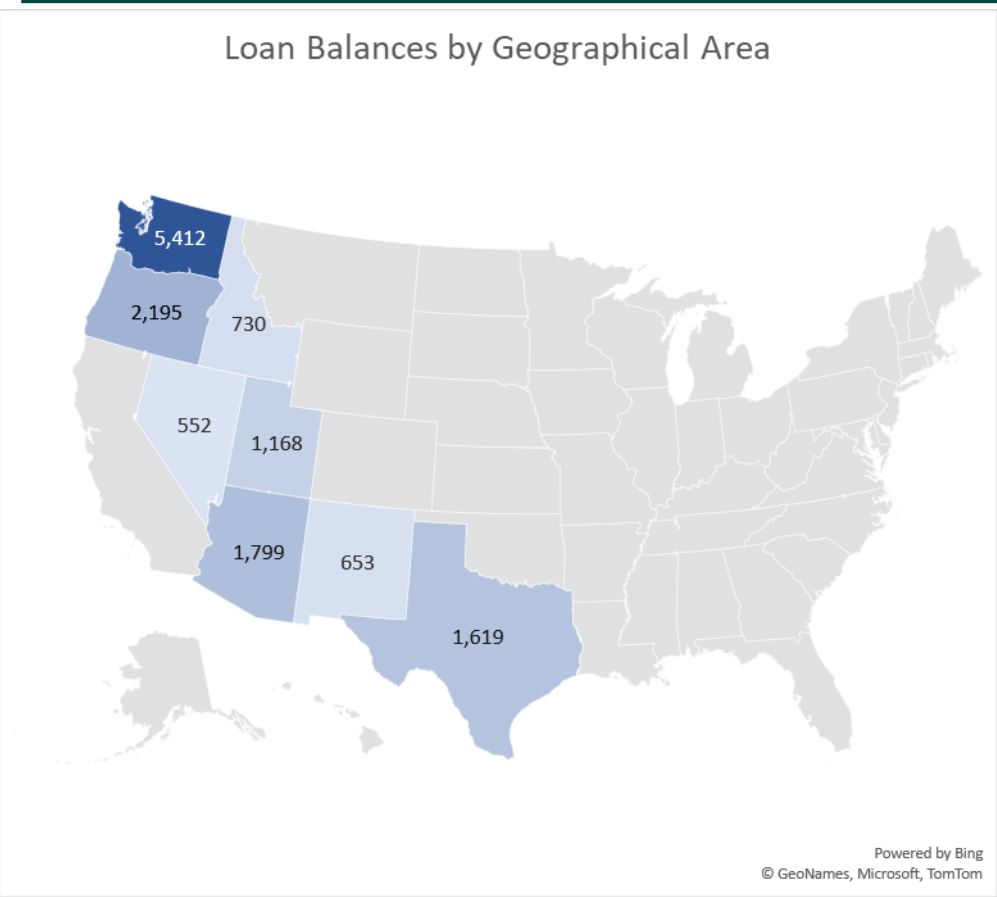 Loan Balances by Geographical Area
5,412
2,195
730
552
1,168
1,799
653
1,619
Powered by Bing
© GeoNames, Microsoft, TomTom